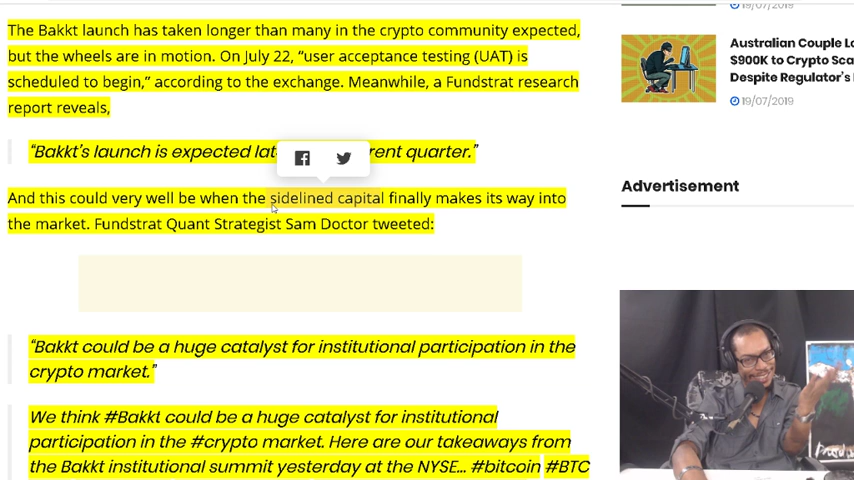 The Bakkt launch has taken longer than many in the crypto community expected,
but the wheels are in motion. On July 22, “user acceptance testing (UAT) is
scheduled to begin,” according to the exchange. Meanwhile, a Fundstrat research
report reveals,
“Bakkt’s launch is expected rent quarter.”
And this could very well be when the sidelined capital finally makes its way into
the market. Fundstrat Quant Strategist Sam Doctor tweeted:
“Bakkt could be a huge catalyst for institutional participation in the
crypto market.”
We think #Bakkt could be a huge catalyst for institutional
participation in the #crypto market. Here are our takeaways from
the Bakkt institutional summit yesterday at the NYSE... #bitcoin #BTC
19/07/2019
Australian Couple Lo
$900K to Crypto Sca
Despite Regulator’s
19/07/2019
Advertisement